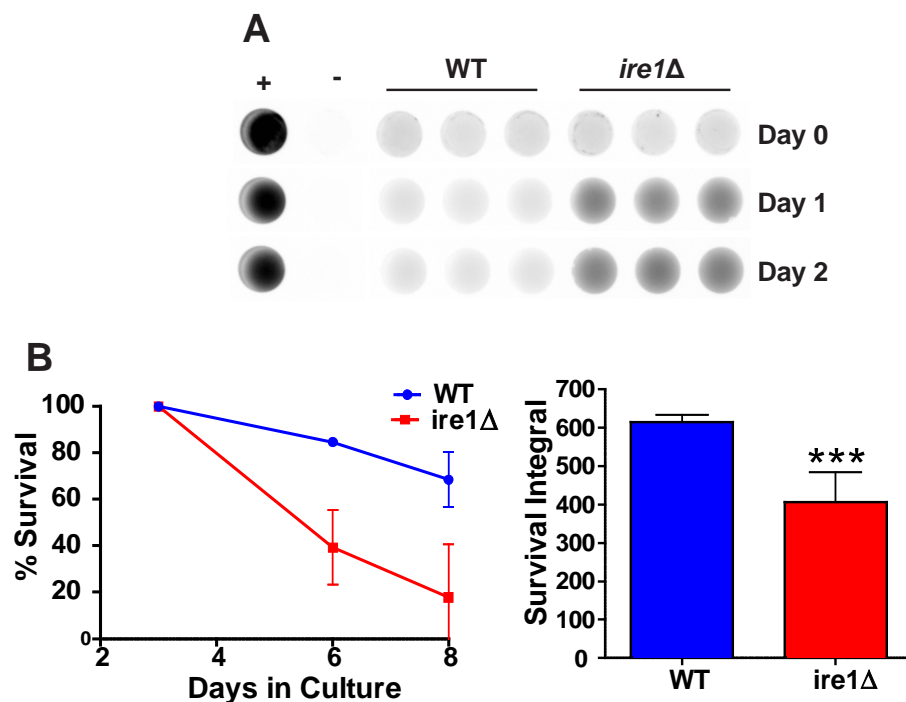 A
+ - WT ire1Δ
Day 0
Day 1
Day 2
B
WT
ire1Δ
% Survival
100
80
60
40
20
0
2 4 6 8
Days in Culture
Survival Integral
700
600
500
400
300
200
100
0
***
WT ire1Δ